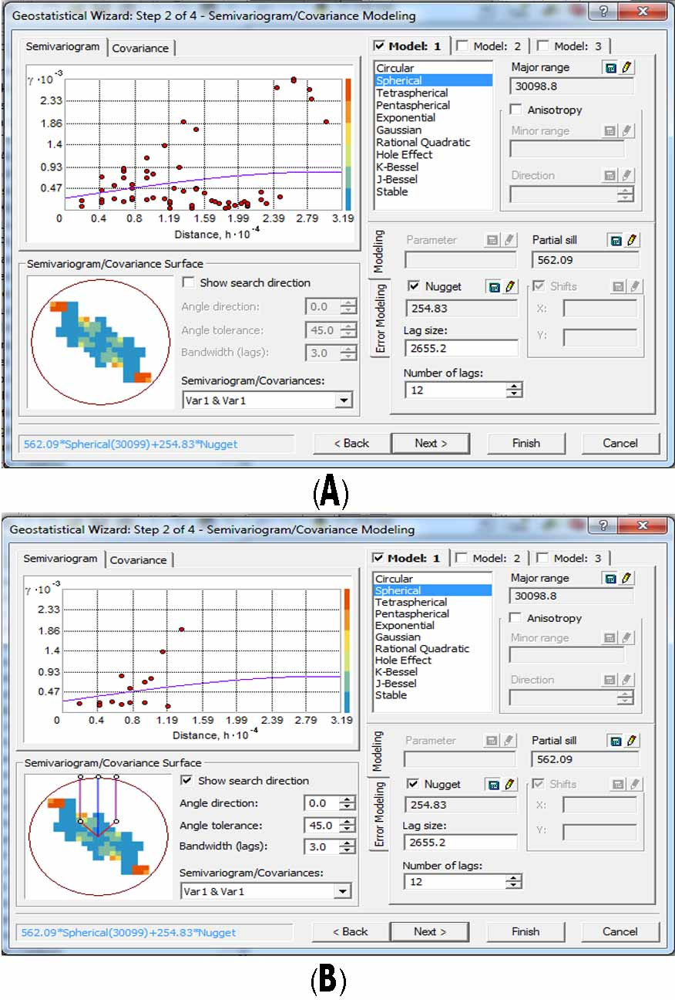 Geostatistical Wizard: Step 2 of 4 - Semivariogram/Covariance Modeling
Semivariogram Covariance
γ·10⁻³
2.33
1.86
1.4
0.93
0.47
0 0.4 0.8 1.19 1.59 1.99 2.39 2.79 3.19
Distance, h·10⁻⁴
Model: 1 Model: 2 Model: 3
Circular
Spherical
Tetraspherical
Pentaspherical
Exponential
Gaussian
Rational Quadratic
Hole Effect
K-Bessel
J-Bessel
Stable
Major range
30098.8
Anisotropy
Minor range
Direction
Semivariogram/Covariance Surface
Show search direction
Angle direction: 0.0
Angle tolerance: 45.0
Bandwidth (lags): 3.0
Semivariogram/Covariances:
Var1 & Var1
Modeling
Error Modeling
Parameter
Partial sill
562.09
Nugget
254.83
Shifts
X:
Y:
Lag size:
2655.2
Number of lags:
12
562.09*Spherical(30099)+254.83*Nugget
< Back Next > Finish Cancel
(A)
Geostatistical Wizard: Step 2 of 4 - Semivariogram/Covariance Modeling
Semivariogram Covariance
γ·10⁻³
2.33
1.86
1.4
0.93
0.47
0 0.4 0.8 1.19 1.59 1.99 2.39 2.79 3.19
Distance, h·10⁻⁴
Model: 1 Model: 2 Model: 3
Circular
Spherical
Tetraspherical
Pentaspherical
Exponential
Gaussian
Rational Quadratic
Hole Effect
K-Bessel
J-Bessel
Stable
Major range
30098.8
Anisotropy
Minor range
Direction
Semivariogram/Covariance Surface
Show search direction
Angle direction: 0.0
Angle tolerance: 45.0
Bandwidth (lags): 3.0
Semivariogram/Covariances:
Var1 & Var1
Modeling
Error Modeling
Parameter
Partial sill
562.09
Nugget
254.83
Shifts
X:
Y:
Lag size:
2655.2
Number of lags:
12
562.09*Spherical(30099)+254.83*Nugget
< Back Next > Finish Cancel
(B)